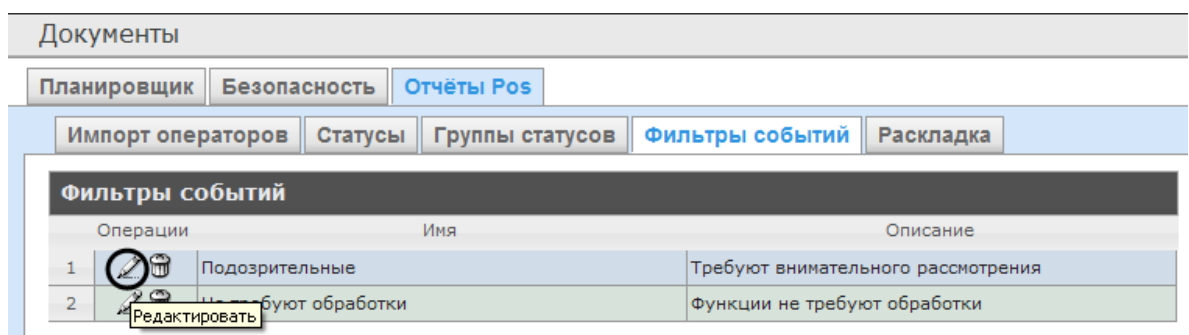 Документы
Планировщик Безопасность Отчёты Pos
Импорт операторов Статусы Группы статусов Фильтры событий Раскладка
Фильтры событий
Операции Имя Описание
1 Подозрительные Требуют внимательного рассмотрения
2 требуют обработки Функции не требуют обработки
Редактировать